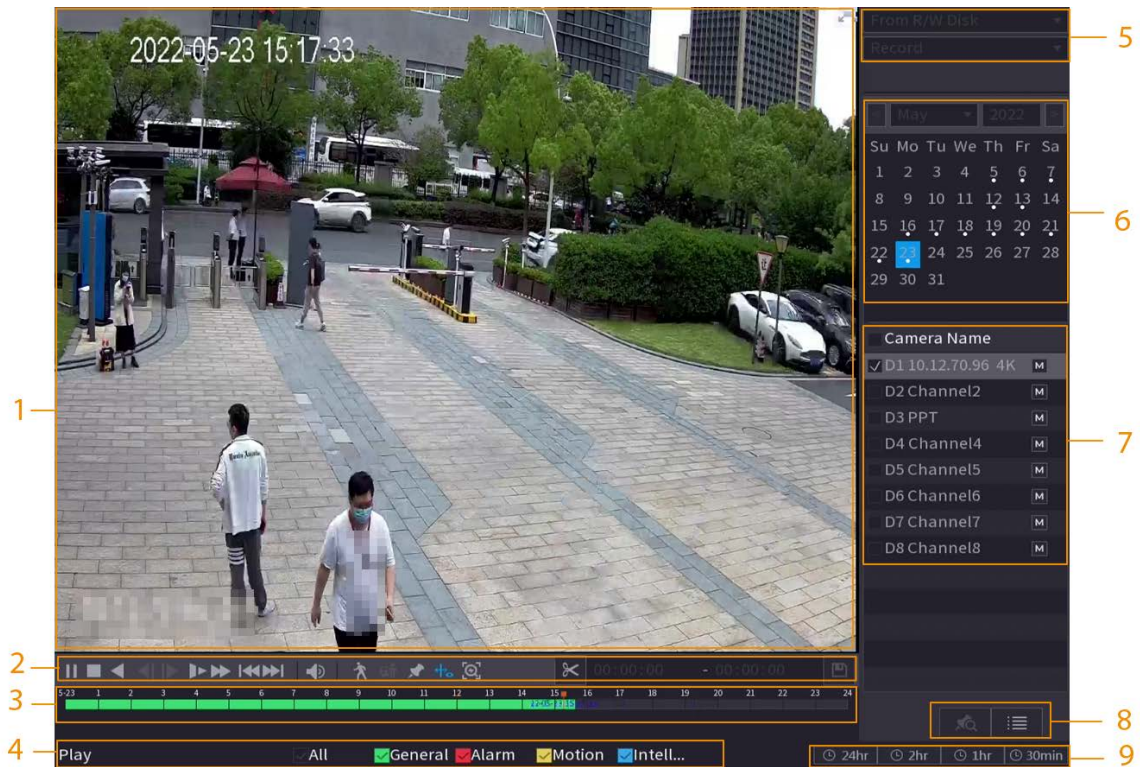 2022-05-23 15:17:33
From R/W Disk
Record
5
May 2022
Su Mo Tu We Th Fr Sa
1 2 3 4 5 6 7
8 9 10 11 12 13 14
15 16 17 18 19 20 21
22 23 24 25 26 27 28
29 30 31
6
Camera Name
D1 10.12.70.96 4K M
D2 Channel2 M
D3 PPT M
D4 Channel4 M
D5 Channel5 M
D6 Channel6 M
D7 Channel7 M
D8 Channel8 M
7
1
让
2
00:00:00 - 00:00:00
3
5-23 1 2 3 4 5 6 7 8 9 10 11 12 13 14 15 16 17 18 19 20 21 22 23 24
8
4
Play All General Alarm Motion Intell...
24hr 2hr 1hr 30min
9